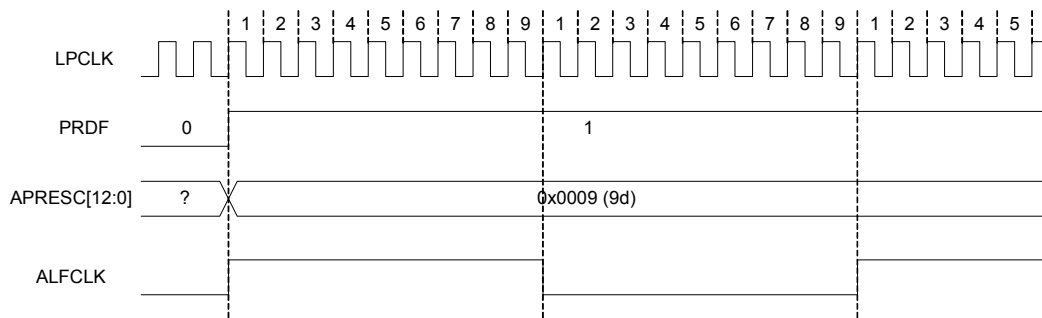 1 2 3 4 5 6 7 8 9 1 2 3 4 5 6 7 8 9 1 2 3 4 5
LPCLK
PRDF 0 1
APRESC[12:0] ? 0x0009 (9d)
ALFCLK